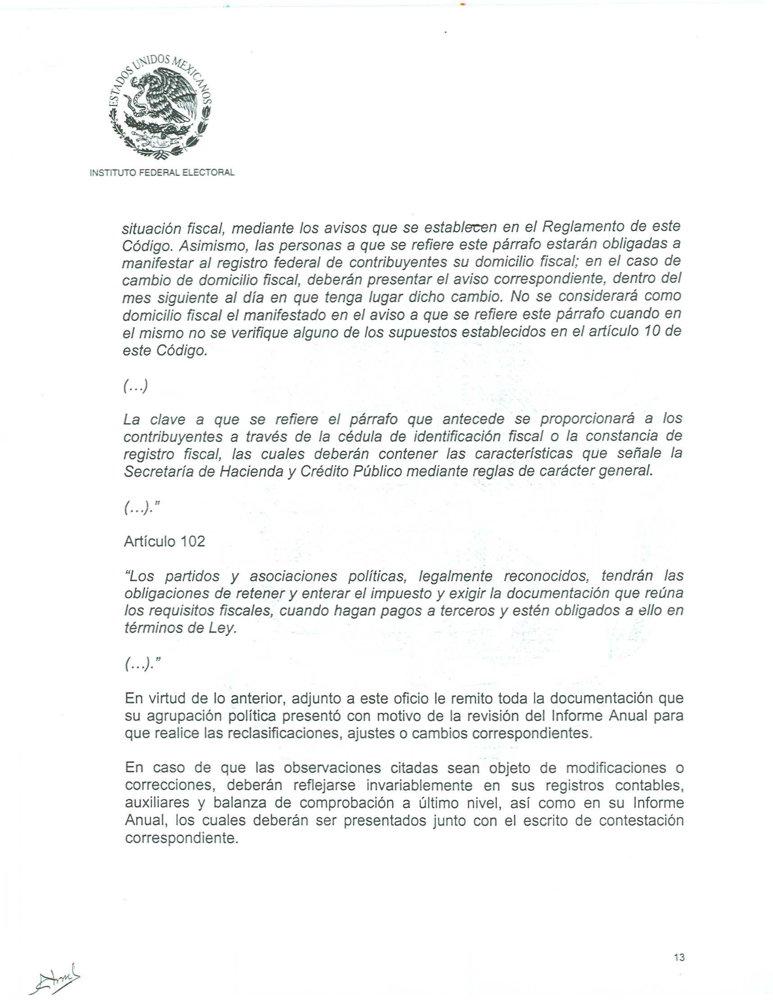 ESTADOS UNIDOS MEXICANOS
INSTITUTO FEDERAL ELECTORAL
situación fiscal, mediante los avisos que se establecen en el Reglamento de este
Código. Asimismo, las personas a que se refiere este párrafo estarán obligadas a
manifestar al registro federal de contribuyentes su domicilio fiscal; en el caso de
cambio de domicilio fiscal, deberán presentar el aviso correspondiente, dentro del
mes siguiente al día en que tenga lugar dicho cambio. No se considerará como
domicilio fiscal el manifestado en el aviso a que se refiere este párrafo cuando en
el mismo no se verifique alguno de los supuestos establecidos en el artículo 10 de
este Código.
(...)
La clave a que se refiere el párrafo que antecede se proporcionará a los
contribuyentes a través de la cédula de identificación fiscal o la constancia de
registro fiscal, las cuales deberán contener las características que señale la
Secretaría de Hacienda y Crédito Público mediante reglas de carácter general.
(...).”
Artículo 102
“Los partidos y asociaciones políticas, legalmente reconocidos, tendrán las
obligaciones de retener y enterar el impuesto y exigir la documentación que reúna
los requisitos fiscales, cuando hagan pagos a terceros y estén obligados a ello en
términos de Ley.
(...).”
En virtud de lo anterior, adjunto a este oficio le remito toda la documentación que
su agrupación política presentó con motivo de la revisión del Informe Anual para
que realice las reclasificaciones, ajustes o cambios correspondientes.
En caso de que las observaciones citadas sean objeto de modificaciones o
correcciones, deberán reflejarse invariablemente en sus registros contables,
auxiliares y balanza de comprobación a último nivel, así como en su Informe
Anual, los cuales deberán ser presentados junto con el escrito de contestación
correspondiente.
13